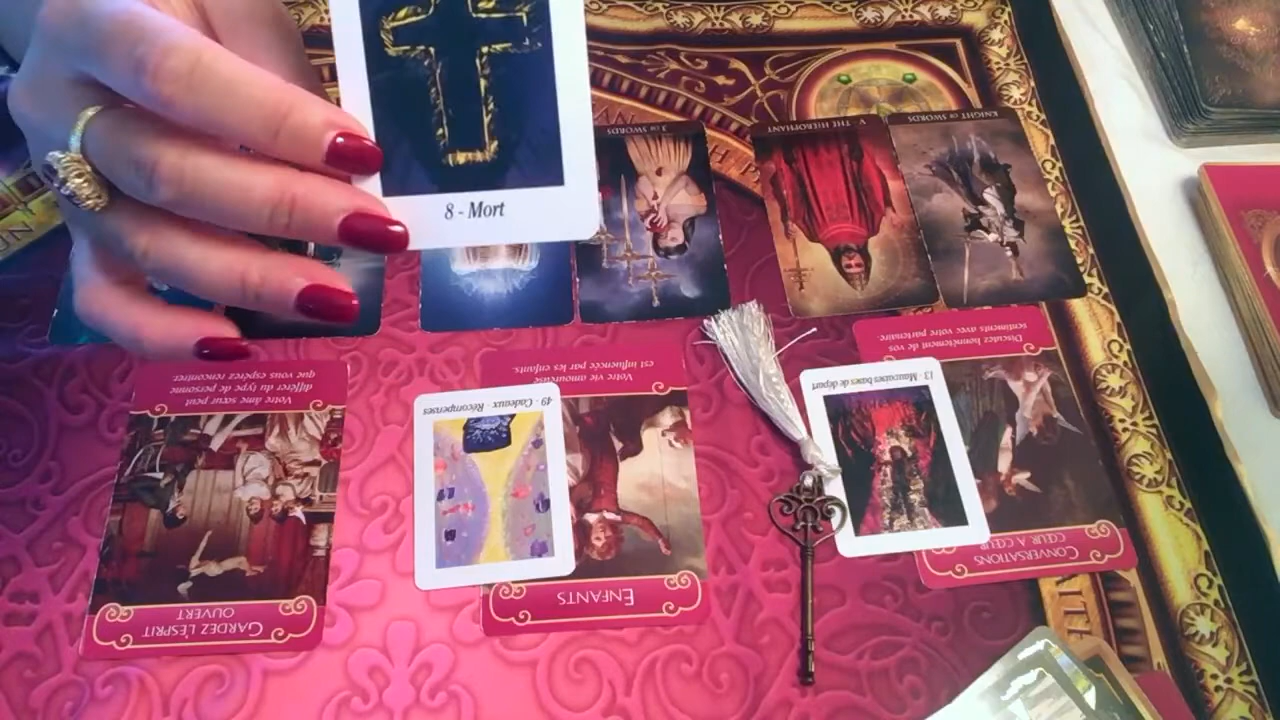 8 - Mort
3 OF SWORDS
V - THE HIEROPHANT
KNIGHT OF SWORDS
Votre âme sœur peut
différer du type de personne
que vous espérez rencontrer.
GARDEZ L'ESPRIT
OUVERT
Votre vie amoureuse
est influencée par les enfants.
49 - Cadeaux - Récompenses
ENFANTS
Discutez honnêtement de vos
sentiments avec votre partenaire.
13 - Mauvaises bases de départ
CONVERSATIONS
CŒUR À CŒUR